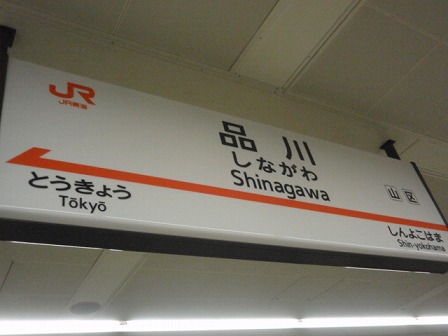 JR
JR東海
品川
しながわ
Shinagawa
山区
とうきょう
Tōkyō
しんよこはま
Shin-yokohama